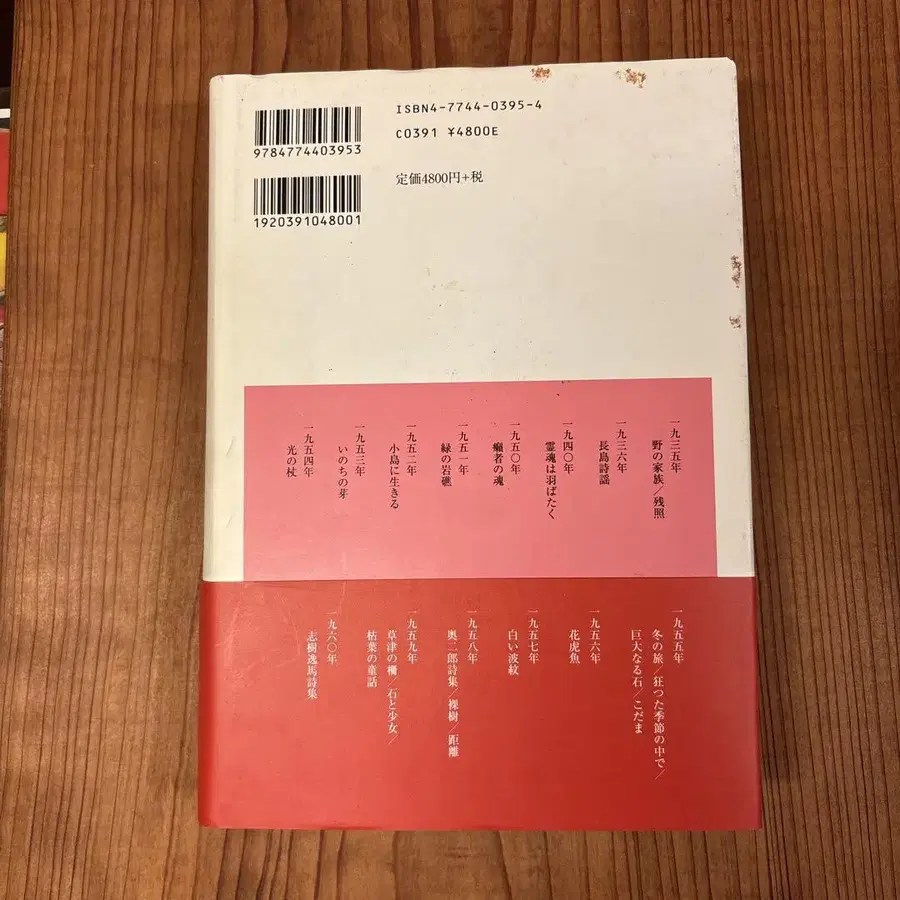 ISBN4-7744-0395-4
C0391 ¥4800E
9784774403953
定価4800円+税
1920391048001
一九三五年
野の家族/残照
一九三六年
長島詩謡
一九四〇年
霊魂は羽ばたく
一九五〇年
癩者の魂
一九五一年
緑の岩礁
一九五二年
小島に生きる
一九五三年
いのちの芽
一九五四年
光の杖
一九五五年
冬の旅/狂つた季節の中で/
巨大なる石/こだま
一九五六年
花虎魚
一九五七年
白い波紋
一九五八年
奥二郎詩集/裸樹/距離
一九五九年
草津の柵/石と少女/
枯葉の童話
一九六〇年
志樹逸馬詩集